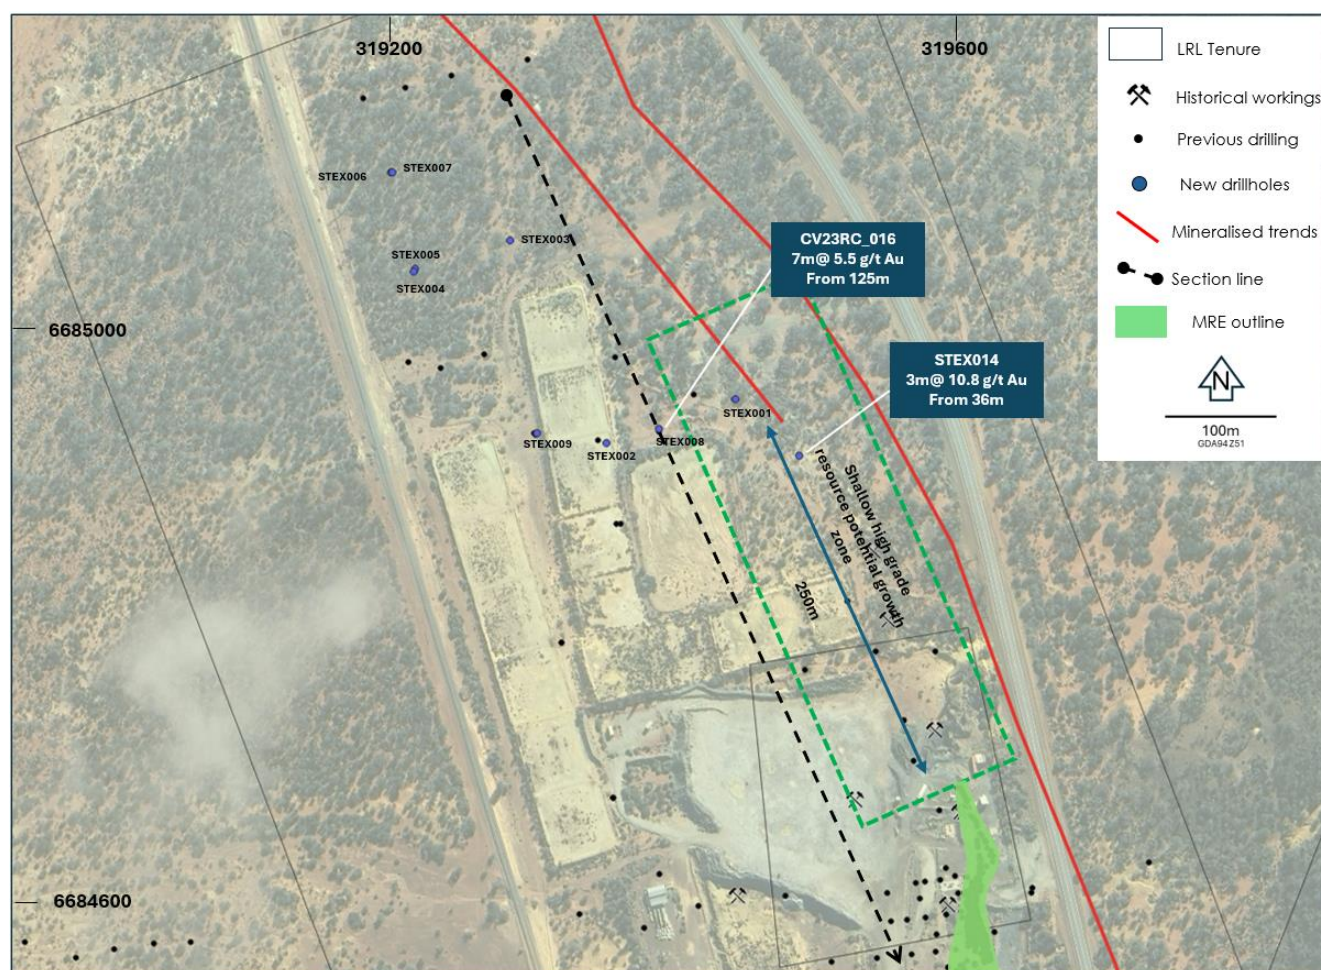 319200
319600
LRL Tenure
Historical workings
Previous drilling
New drillholes
Mineralised trends
Section line
MRE outline
N
100m
GDA94Z51
STEX006
STEX007
STEX003
STEX005
STEX004
CV23RC_016
7m@ 5.5 g/t Au
From 125m
6685000
STEX014
3m@ 10.8 g/t Au
From 36m
STEX001
STEX008
STEX009
STEX002
Shallow high grade
resource potential growth
zone
250m
6684600